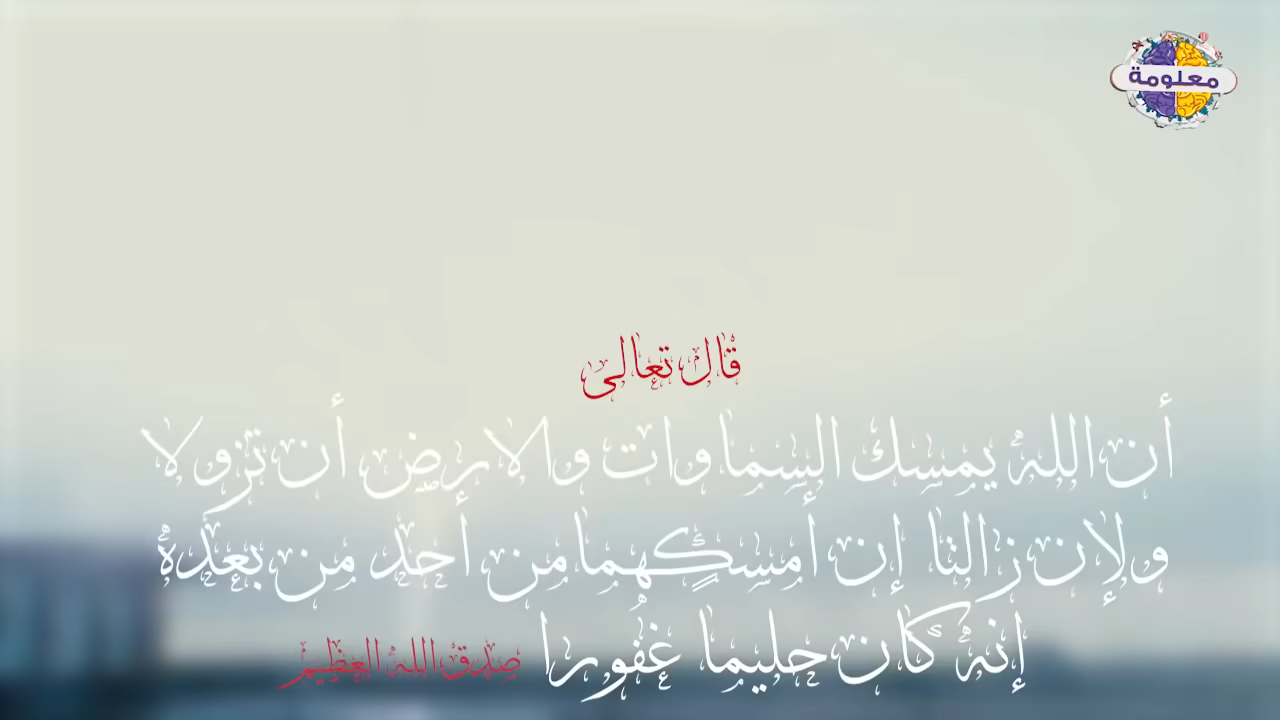 معلومة
قال تعالى
أن الله يمسك السماوات والارض أن تزولا
ولإن زالتا إن أمسكهما من أحد من بعده
إنه كان حليما غفورا صدق الله العظيم